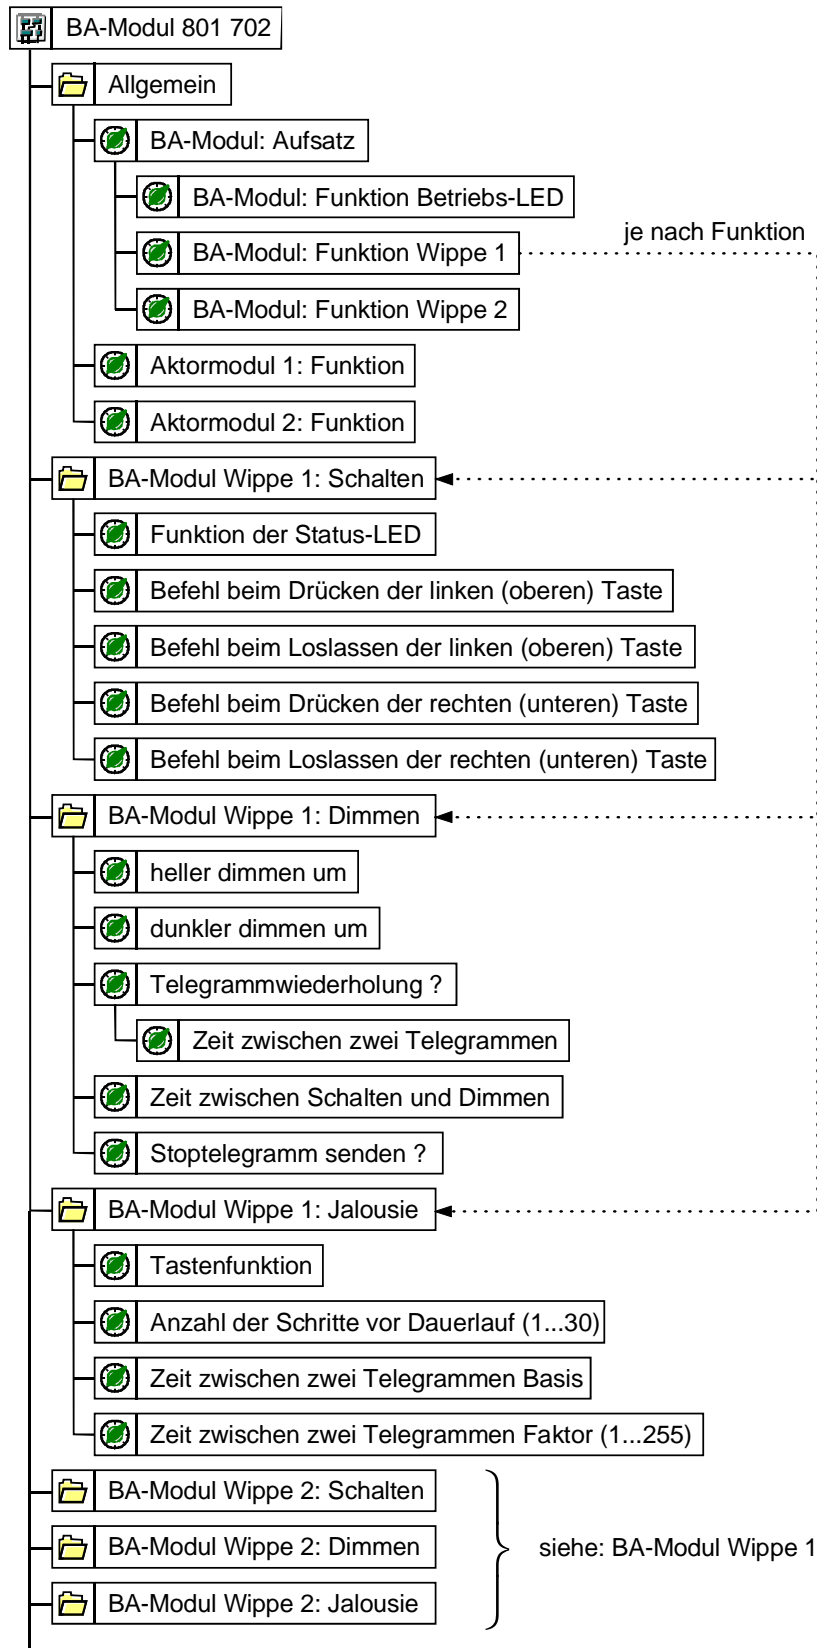 BA-Modul 801 702
Allgemein
BA-Modul: Aufsatz
BA-Modul: Funktion Betriebs-LED
je nach Funktion
BA-Modul: Funktion Wippe 1
BA-Modul: Funktion Wippe 2
Aktormodul 1: Funktion
Aktormodul 2: Funktion
BA-Modul Wippe 1: Schalten
Funktion der Status-LED
Befehl beim Drücken der linken (oberen) Taste
Befehl beim Loslassen der linken (oberen) Taste
Befehl beim Drücken der rechten (unteren) Taste
Befehl beim Loslassen der rechten (unteren) Taste
BA-Modul Wippe 1: Dimmen
heller dimmen um
dunkler dimmen um
Telegrammwiederholung ?
Zeit zwischen zwei Telegrammen
Zeit zwischen Schalten und Dimmen
Stoptelegramm senden ?
BA-Modul Wippe 1: Jalousie
Tastenfunktion
Anzahl der Schritte vor Dauerlauf (1...30)
Zeit zwischen zwei Telegrammen Basis
Zeit zwischen zwei Telegrammen Faktor (1...255)
BA-Modul Wippe 2: Schalten
BA-Modul Wippe 2: Dimmen
siehe: BA-Modul Wippe 1
BA-Modul Wippe 2: Jalousie